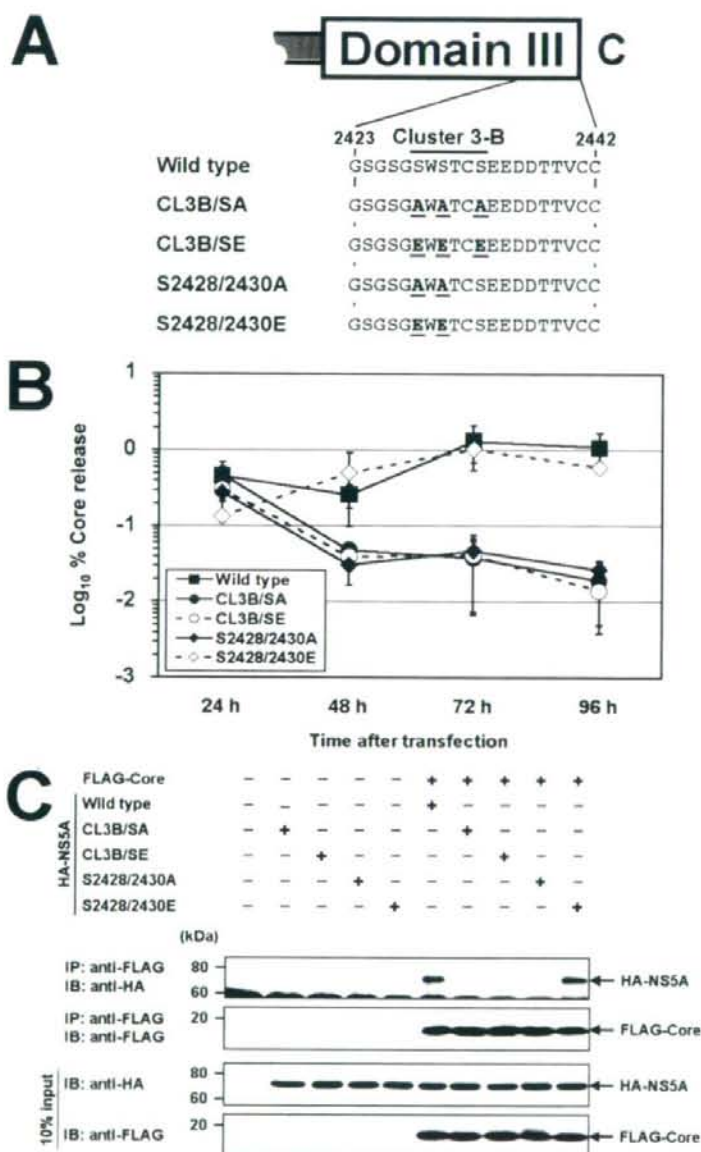 A
Domain III C
2423 Cluster 3-B 2442
Wild type GSGSGSWSTCSEEDDTTVCC
CL3B/SA GSGSGAWATCAEEDDTTVCC
CL3B/SE GSGSGEWETCEEEDDTTVCC
S2428/2430A GSGSGAWATCSEEDDTTVCC
S2428/2430E GSGSGEWETCSEEDDTTVCC
B
Log10 % Core release
1
0
-1
-2
-3
Wild type
CL3B/SA
CL3B/SE
S2428/2430A
S2428/2430E
24 h 48 h 72 h 96 h
Time after transfection
C
FLAG-Core – – – – – + + + + +
HA-NS5A
Wild type – – – – – + – – – –
CL3B/SA – + – – – – + – – –
CL3B/SE – – + – – – – + – –
S2428/2430A – – – + – – – – + –
S2428/2430E – – – – + – – – – +
(kDa)
IP: anti-FLAG 80
IB: anti-HA 60 HA-NS5A
IP: anti-FLAG 20
IB: anti-FLAG FLAG-Core
10% input
IB: anti-HA 80 60 HA-NS5A
IB: anti-FLAG 20 FLAG-Core